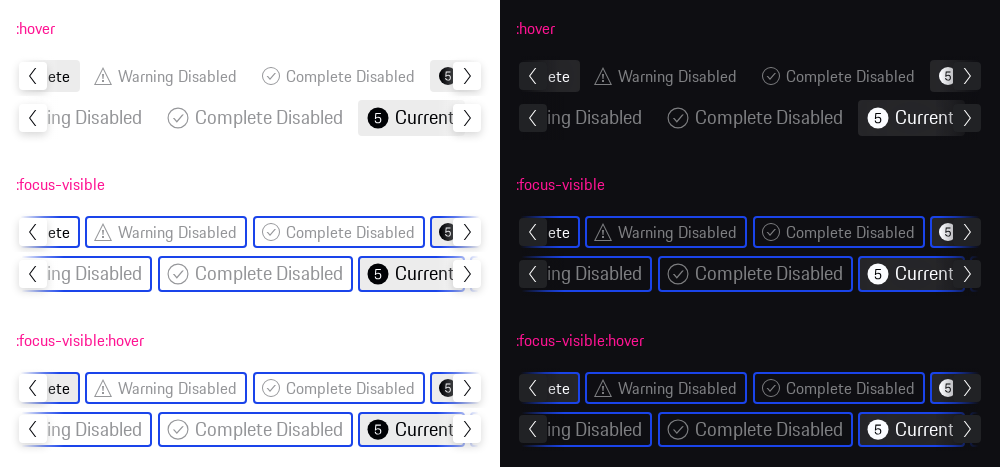 :hover
ete Warning Disabled Complete Disabled 5
ing Disabled Complete Disabled 5 Current
:focus-visible
ete Warning Disabled Complete Disabled 5
ing Disabled Complete Disabled 5 Current
:focus-visible:hover
ete Warning Disabled Complete Disabled 5
ing Disabled Complete Disabled 5 Current
:hover
ete Warning Disabled Complete Disabled 5
ing Disabled Complete Disabled 5 Current
:focus-visible
ete Warning Disabled Complete Disabled 5
ing Disabled Complete Disabled 5 Current
:focus-visible:hover
ete Warning Disabled Complete Disabled 5
ing Disabled Complete Disabled 5 Current